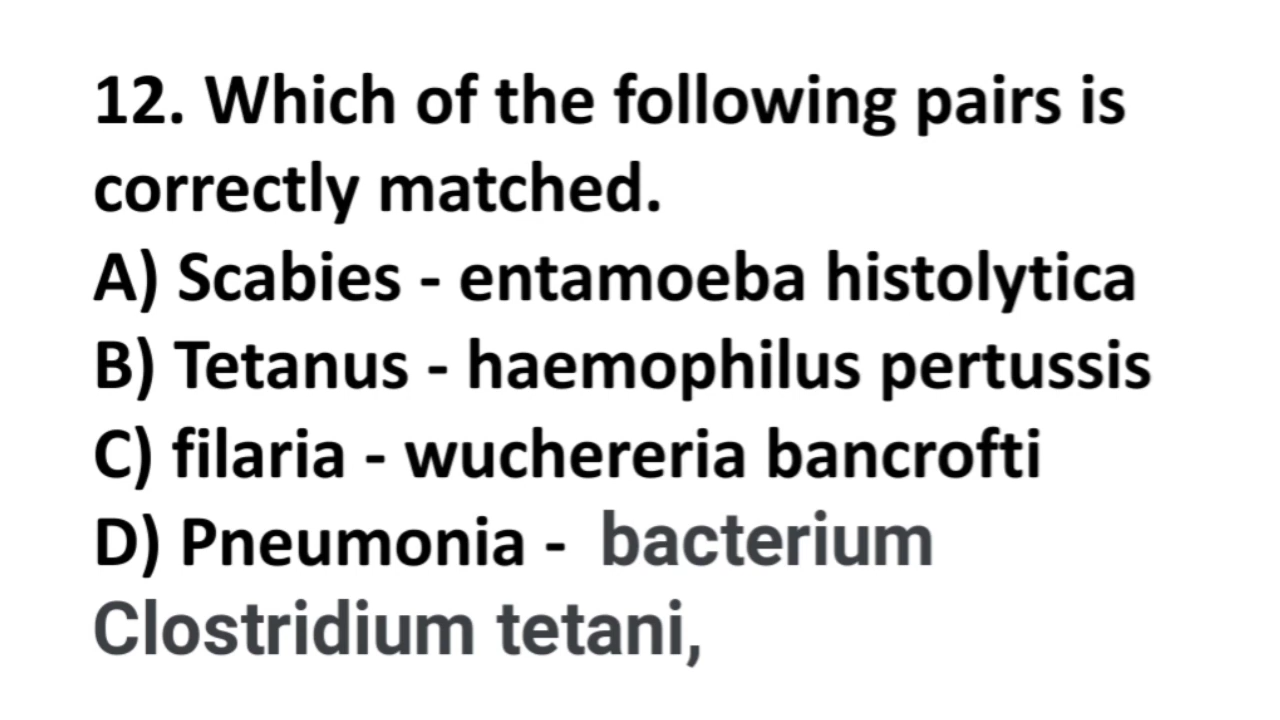 12. Which of the following pairs is
correctly matched.
A) Scabies - entamoeba histolytica
B) Tetanus - haemophilus pertussis
C) filaria - wuchereria bancrofti
D) Pneumonia - bacterium
Clostridium tetani,